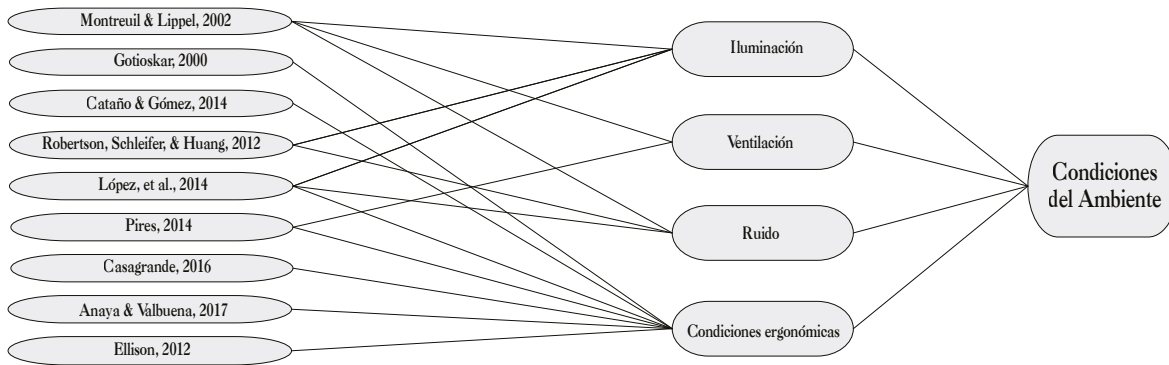 Montreuil & Lippel, 2002
Gotioskar, 2000
Cataño & Gómez, 2014
Robertson, Schleifer, & Huang, 2012
López, et al., 2014
Pires, 2014
Casagrande, 2016
Anaya & Valbuena, 2017
Ellison, 2012
Iluminación
Ventilación
Ruido
Condiciones ergonómicas
Condiciones
del Ambiente